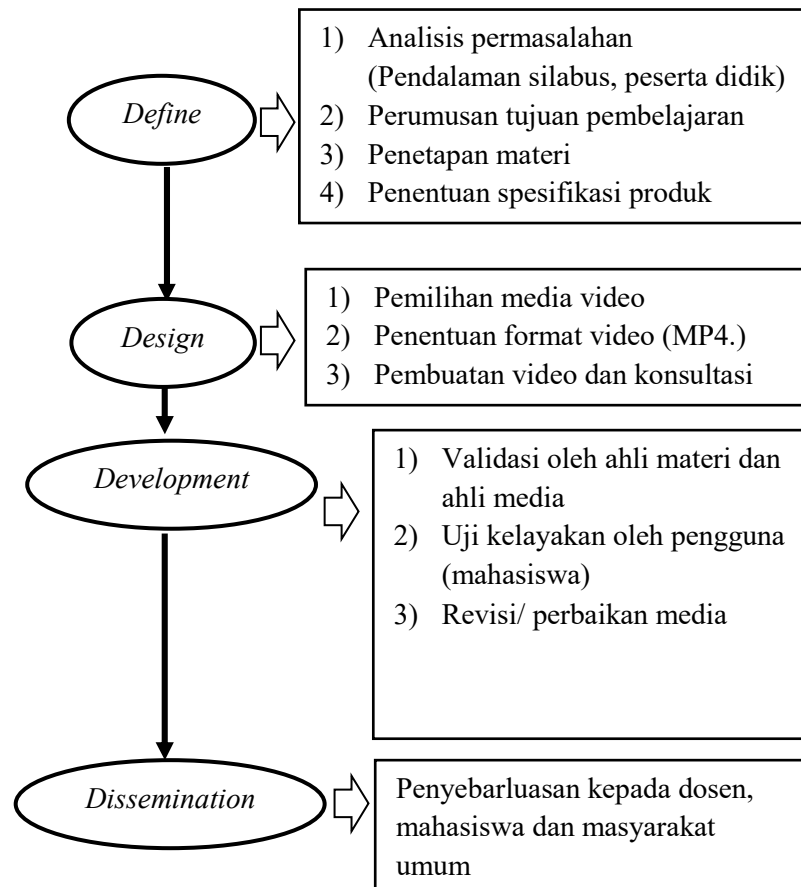 Define
1) Analisis permasalahan
(Pendalaman silabus, peserta didik)
2) Perumusan tujuan pembelajaran
3) Penetapan materi
4) Penentuan spesifikasi produk
Design
1) Pemilihan media video
2) Penentuan format video (MP4.)
3) Pembuatan video dan konsultasi
Development
1) Validasi oleh ahli materi dan
ahli media
2) Uji kelayakan oleh pengguna
(mahasiswa)
3) Revisi/ perbaikan media
Dissemination
Penyebarluasan kepada dosen,
mahasiswa dan masyarakat
umum